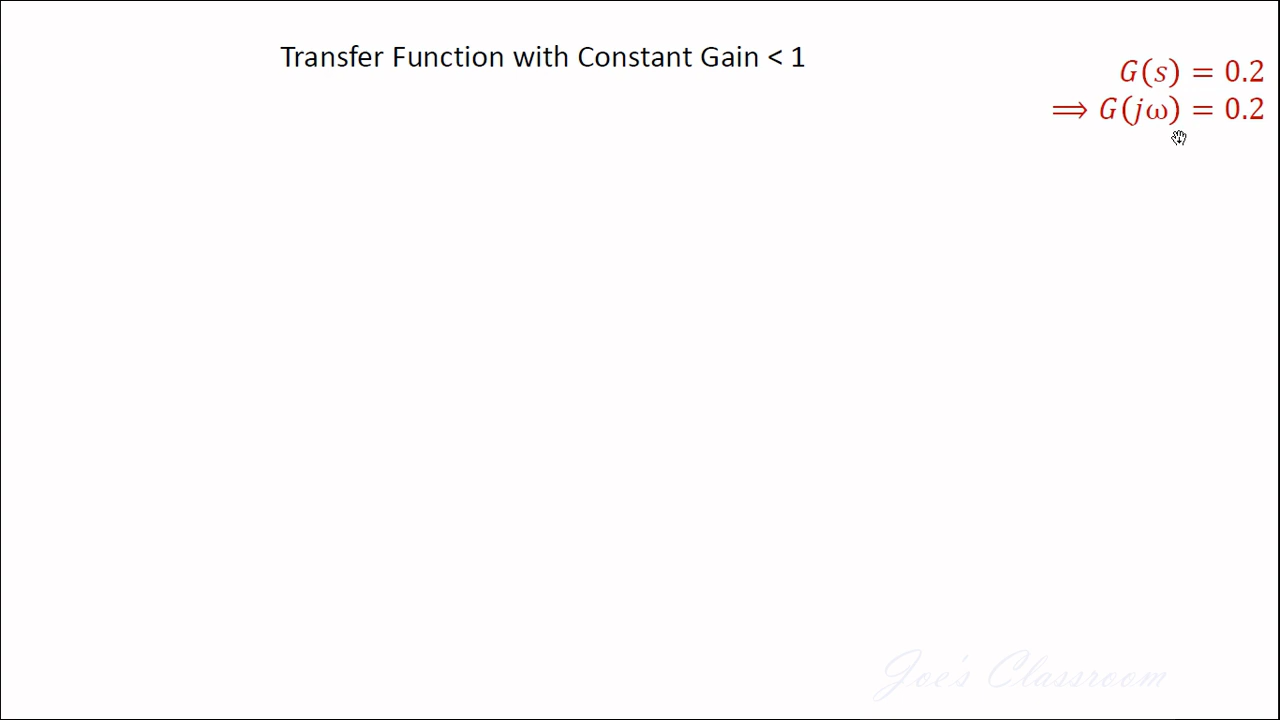 Transfer Function with Constant Gain < 1
G(s) = 0.2
⟹ G(jω) = 0.2
Joe's Classroom